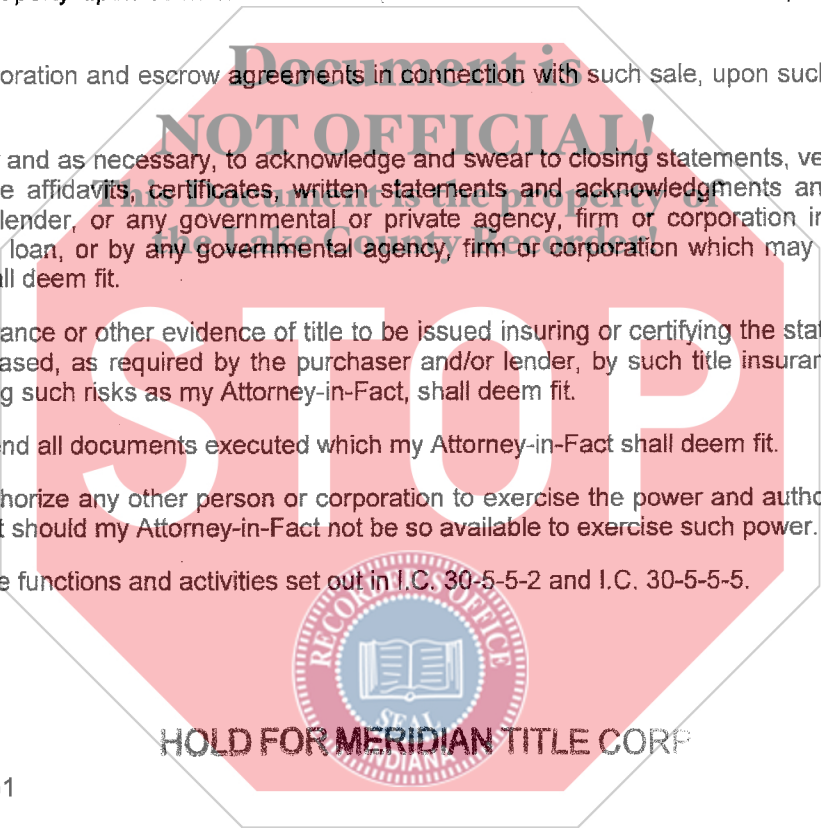 Document is
oration and escrow agreements in connection with such sale, upon such
NOT OFFICIAL!
and as necessary, to acknowledge and swear to closing statements, ve
e affidavits, certificates, written statements and acknowledgments an
This Document is the property of
lender, or any governmental or private agency, firm or corporation in
the Lake County Recorder!
loan, or by any governmental agency, firm or corporation which may
ll deem fit.
STOP
ance or other evidence of title to be issued insuring or certifying the stat
ased, as required by the purchaser and/or lender, by such title insuran
g such risks as my Attorney-in-Fact, shall deem fit.
nd all documents executed which my Attorney-in-Fact shall deem fit.
horize any other person or corporation to exercise the power and autho
t should my Attorney-in-Fact not be so available to exercise such power.
e functions and activities set out in I.C. 30-5-5-2 and I.C. 30-5-5-5.
RECORDER'S OFFICE
SEAL
INDIANA
HOLD FOR MERIDIAN TITLE CORP
1